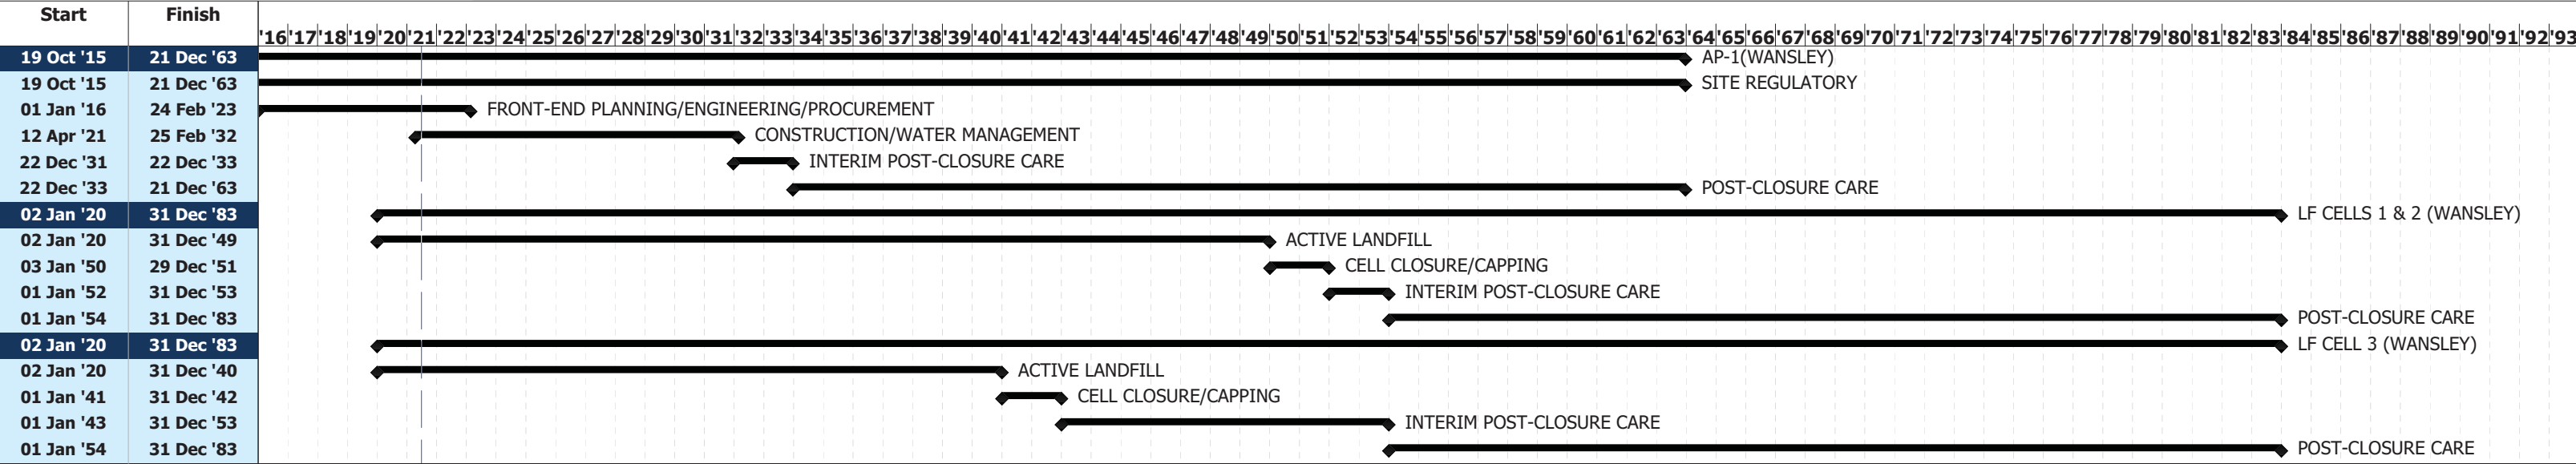 Start Finish
'16 '17 '18 '19 '20 '21 '22 '23 '24 '25 '26 '27 '28 '29 '30 '31 '32 '33 '34 '35 '36 '37 '38 '39 '40 '41 '42 '43 '44 '45 '46 '47 '48 '49 '50 '51 '52 '53 '54 '55 '56 '57 '58 '59 '60 '61 '62 '63 '64 '65 '66 '67 '68 '69 '70 '71 '72 '73 '74 '75 '76 '77 '78 '79 '80 '81 '82 '83 '84 '85 '86 '87 '88 '89 '90 '91 '92 '93
19 Oct '15 21 Dec '63 AP-1(WANSLEY)
19 Oct '15 21 Dec '63 SITE REGULATORY
01 Jan '16 24 Feb '23 FRONT-END PLANNING/ENGINEERING/PROCUREMENT
12 Apr '21 25 Feb '32 CONSTRUCTION/WATER MANAGEMENT
22 Dec '31 22 Dec '33 INTERIM POST-CLOSURE CARE
22 Dec '33 21 Dec '63 POST-CLOSURE CARE
02 Jan '20 31 Dec '83 LF CELLS 1 & 2 (WANSLEY)
02 Jan '20 31 Dec '49 ACTIVE LANDFILL
03 Jan '50 29 Dec '51 CELL CLOSURE/CAPPING
01 Jan '52 31 Dec '53 INTERIM POST-CLOSURE CARE
01 Jan '54 31 Dec '83 POST-CLOSURE CARE
02 Jan '20 31 Dec '83 LF CELL 3 (WANSLEY)
02 Jan '20 31 Dec '40 ACTIVE LANDFILL
01 Jan '41 31 Dec '42 CELL CLOSURE/CAPPING
01 Jan '43 31 Dec '53 INTERIM POST-CLOSURE CARE
01 Jan '54 31 Dec '83 POST-CLOSURE CARE